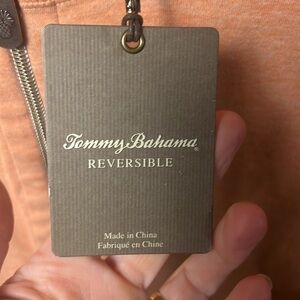 Tommy Bahama®
REVERSIBLE
Made in China
Fabriqué en Chine